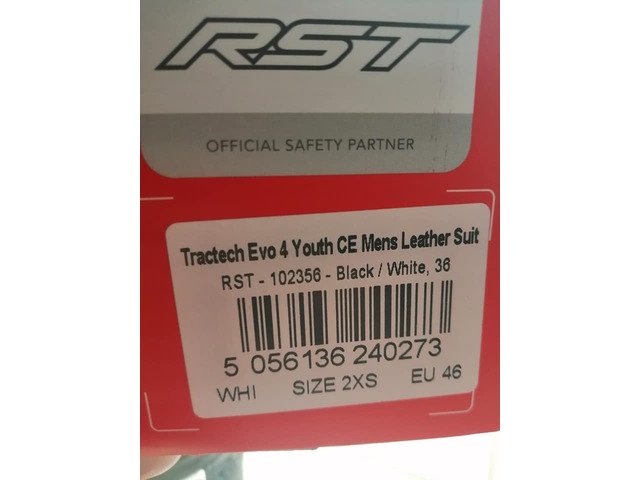 RST
OFFICIAL SAFETY PARTNER
Tractech Evo 4 Youth CE Mens Leather Suit
RST - 102356 - Black / White, 36
5 056136 240273
WHI SIZE 2XS EU 46